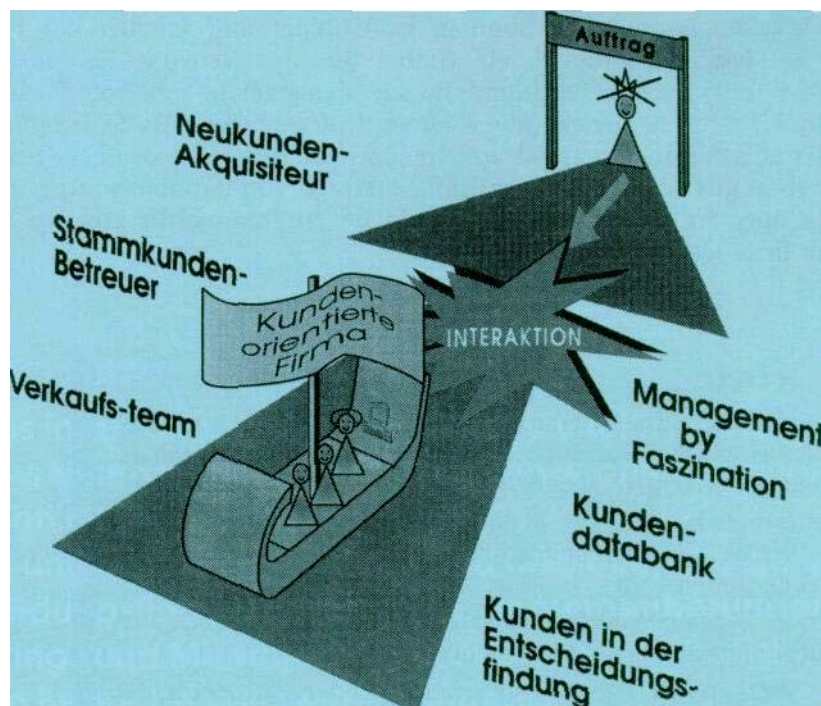 Auftrag
Neukunden-
Akquisiteur
Stammkunden-
Betreuer
Kunden-
orientierte
Firma
INTERAKTION
Verkaufs-team
Management
by
Faszination
Kunden-
databank
Kunden in der
Entscheidungs-
findung